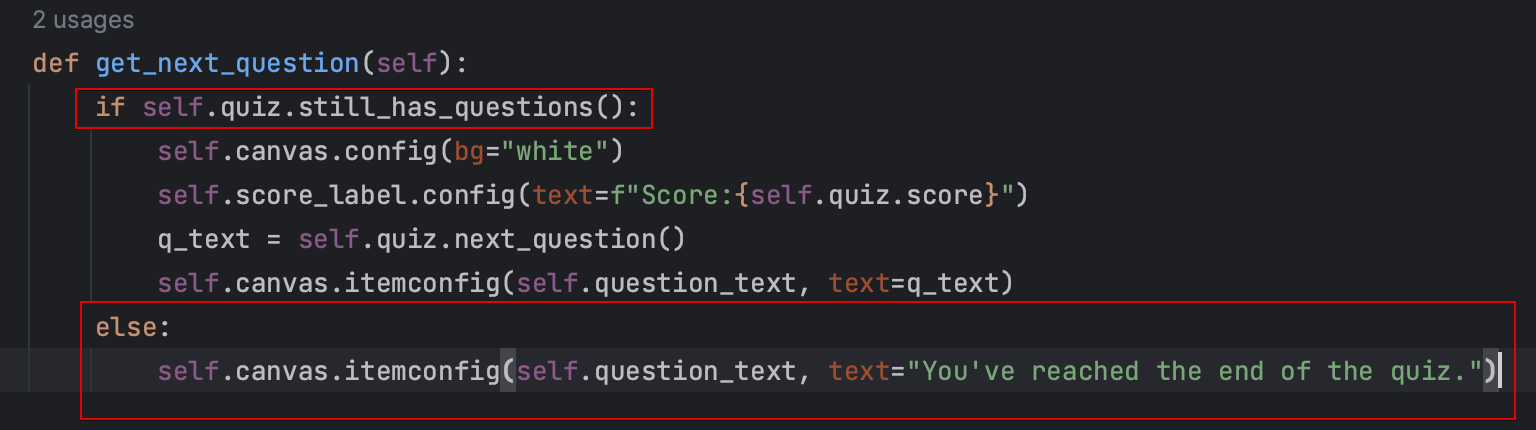 2 usages
def get_next_question(self):
if self.quiz.still_has_questions():
self.canvas.config(bg="white")
self.score_label.config(text=f"Score:{self.quiz.score}")
q_text = self.quiz.next_question()
self.canvas.itemconfig(self.question_text, text=q_text)
else:
self.canvas.itemconfig(self.question_text, text="You've reached the end of the quiz.")